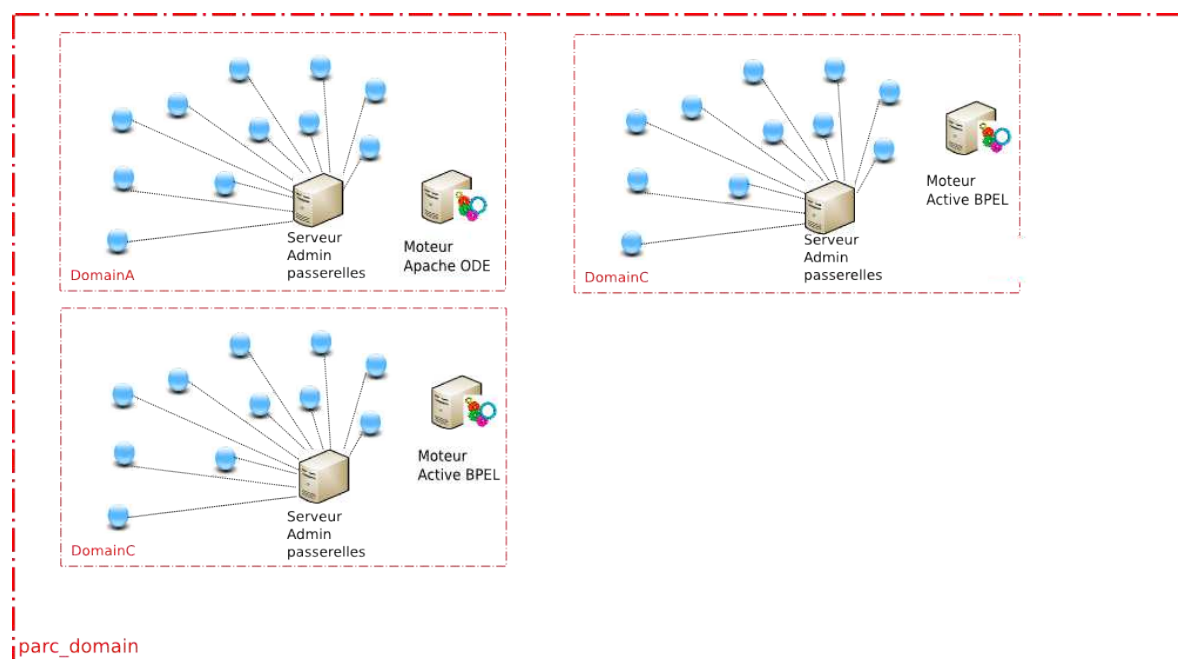 Serveur
Admin
passerelles
Moteur
Apache ODE
DomainA
Serveur
Admin
passerelles
Moteur
Active BPEL
DomainC
Serveur
Admin
passerelles
Moteur
Active BPEL
DomainC
parc_domain